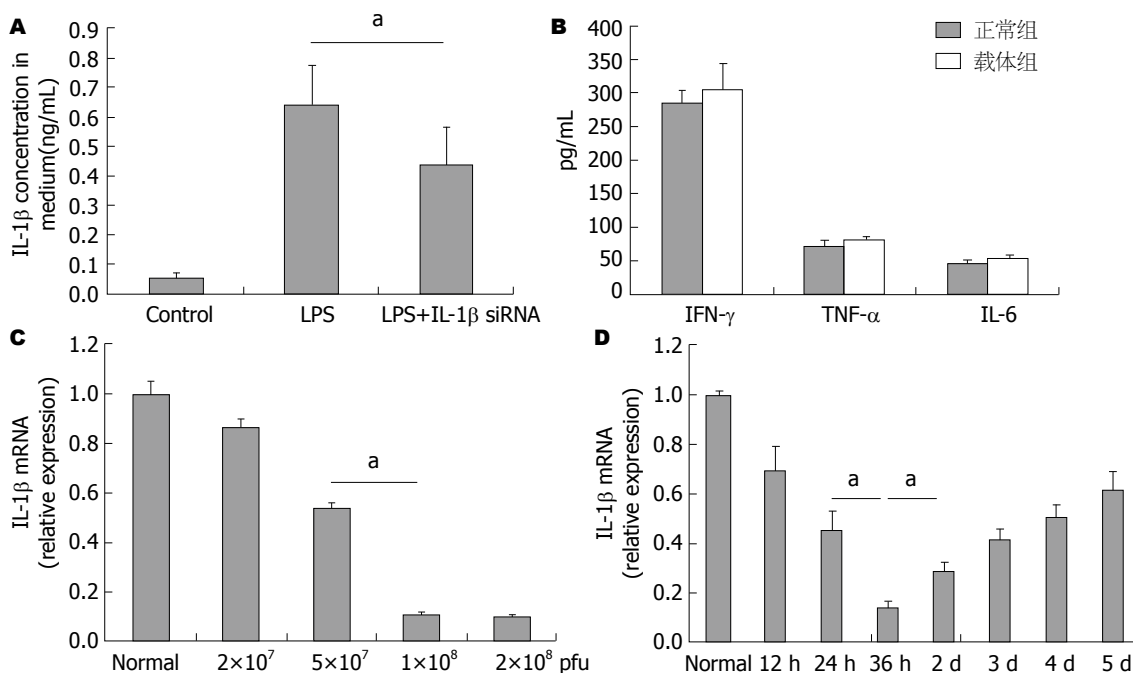 A
IL-1β concentration in
medium(ng/mL)
0.9
0.8
0.7
0.6
0.5
0.4
0.3
0.2
0.1
0.0
a
Control
LPS
LPS+IL-1β siRNA
B
pg/mL
400
350
300
250
200
150
100
50
0
正常组
载体组
IFN-γ
TNF-α
IL-6
C
IL-1β mRNA
(relative expression)
1.2
1.0
0.8
0.6
0.4
0.2
0.0
a
Normal
2×10⁷
5×10⁷
1×10⁸
2×10⁸ pfu
D
IL-1β mRNA
(relative expression)
1.2
1.0
0.8
0.6
0.4
0.2
0.0
a
a
Normal
12 h
24 h
36 h
2 d
3 d
4 d
5 d